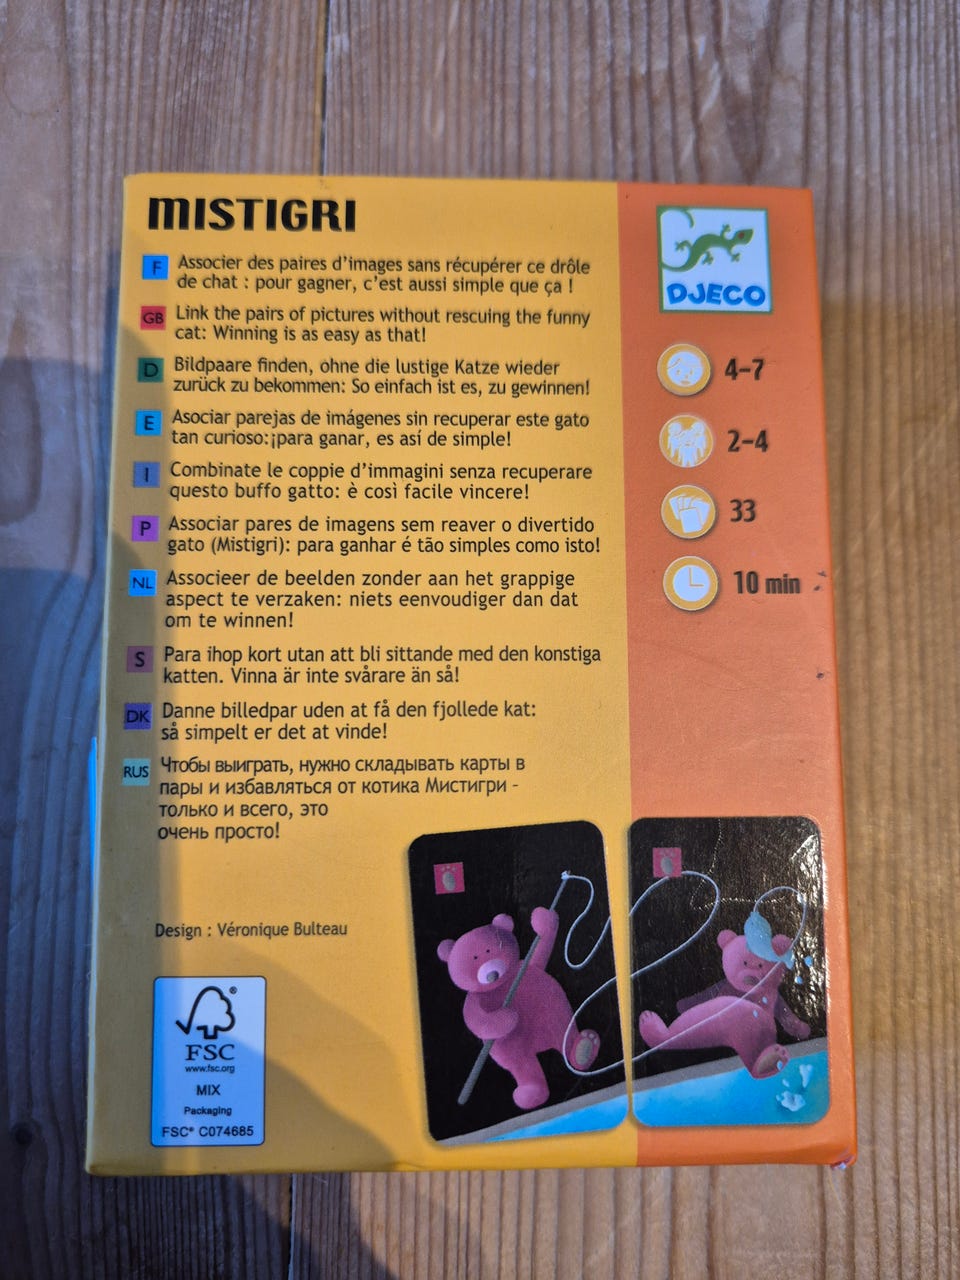 MISTIGRI
F Associer des paires d'images sans récupérer ce drôle
de chat : pour gagner, c'est aussi simple que ça !
GB Link the pairs of pictures without rescuing the funny
cat: Winning is as easy as that!
D Bildpaare finden, ohne die lustige Katze wieder
zurück zu bekommen: So einfach ist es, zu gewinnen!
E Asociar parejas de imágenes sin recuperar este gato
tan curioso:¡para ganar, es así de simple!
I Combinate le coppie d'immagini senza recuperare
questo buffo gatto: è così facile vincere!
P Associar pares de imagens sem reaver o divertido
gato (Mistigri): para ganhar é tão simples como isto!
NL Associeer de beelden zonder aan het grappige
aspect te verzaken: niets eenvoudiger dan dat
om te winnen!
S Para ihop kort utan att bli sittande med den konstiga
katten. Vinna är inte svårare än så!
DK Danne billedpar uden at få den fjollede kat:
så simpelt er det at vinde!
RUS Чтобы выиграть, нужно складывать карты в
пары и избавляться от котика Мистигри -
только и всего, это
очень просто!
Design : Véronique Bulteau
®
FSC
www.fsc.org
MIX
Packaging
FSC® C074685
DJECO
4-7
2-4
33
10 min